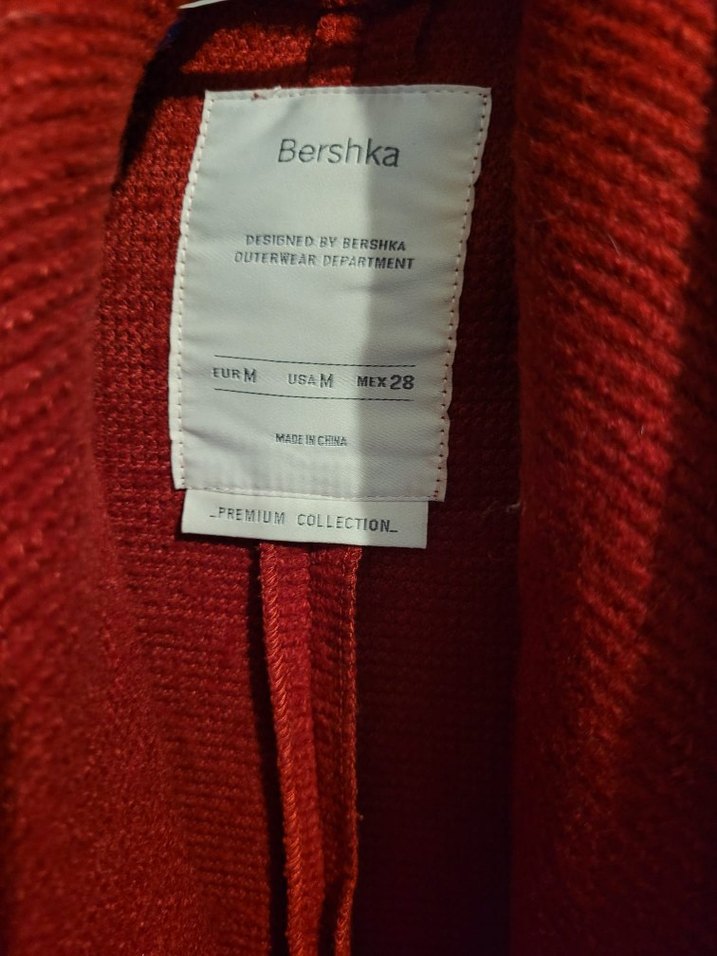 Bershka
DESIGNED BY BERSHKA
OUTERWEAR DEPARTMENT
EUR M USA M MEX 28
MADE IN CHINA
_PREMIUM COLLECTION_